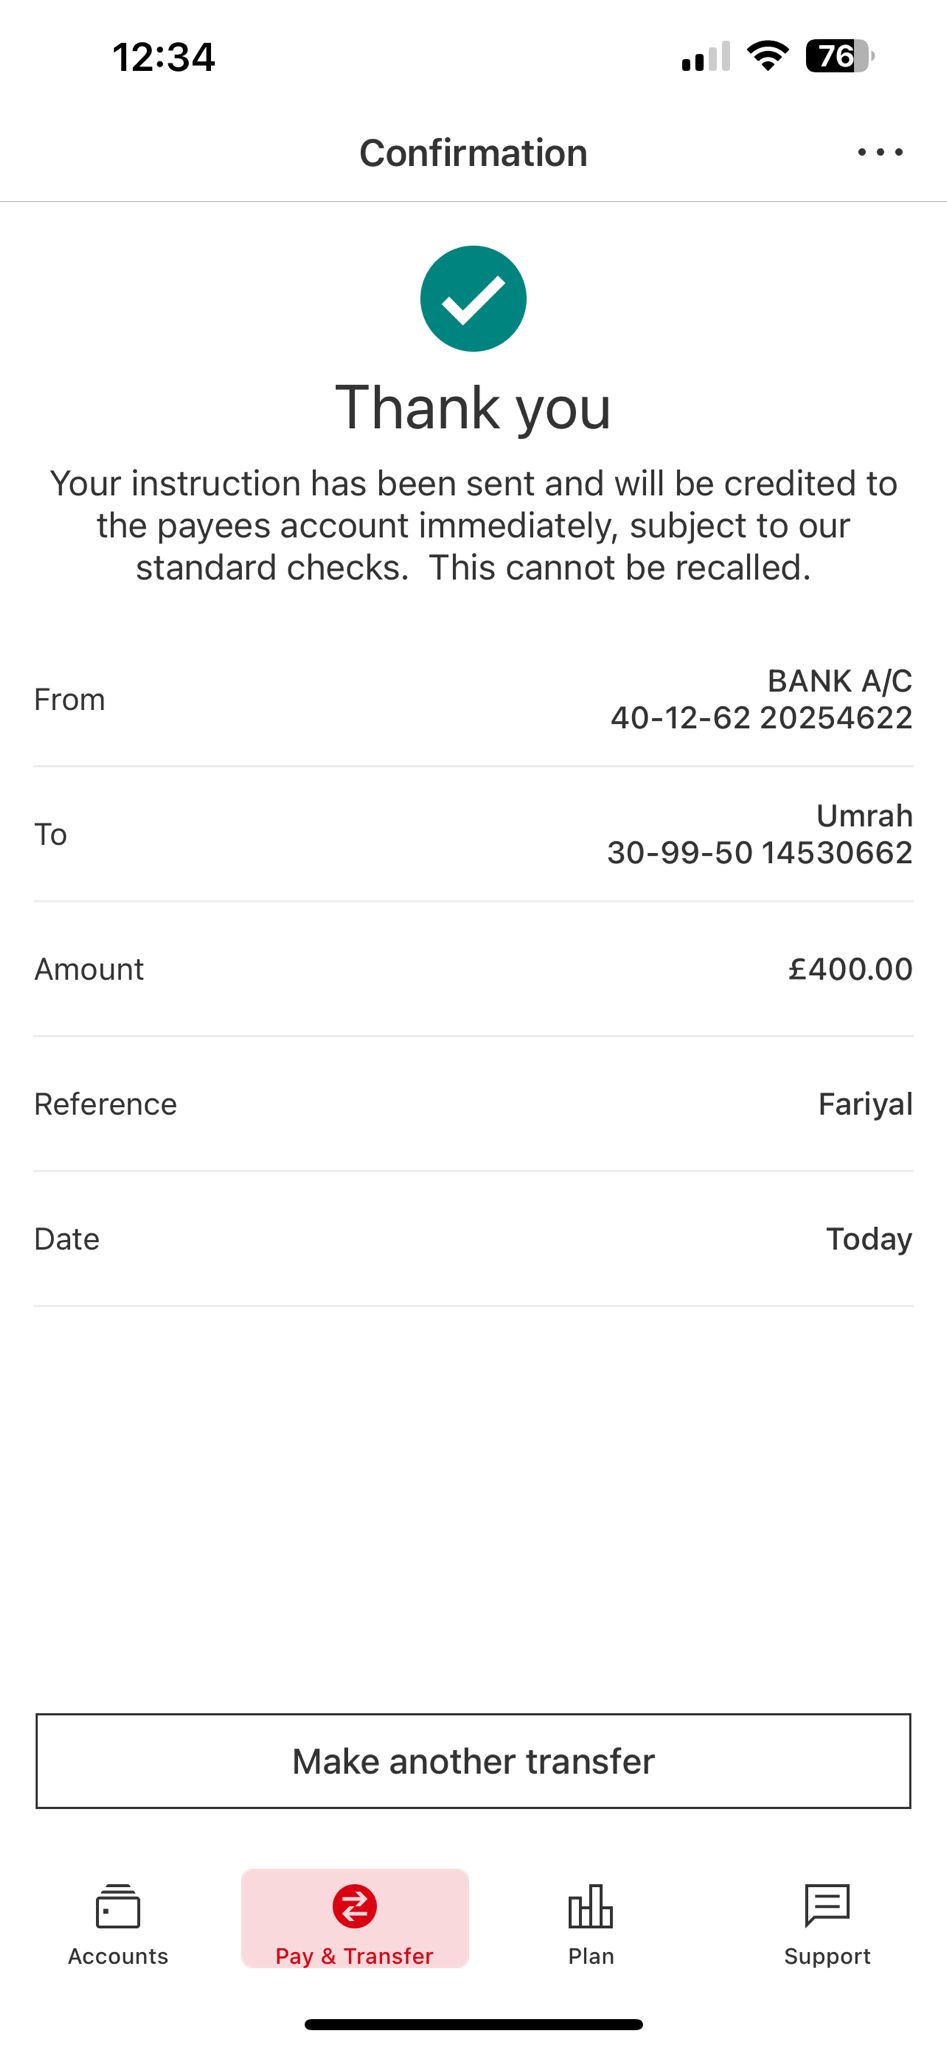 12:34
76
Confirmation
Thank you
Your instruction has been sent and will be credited to
the payees account immediately, subject to our
standard checks.  This cannot be recalled.
From
BANK A/C
40-12-62 20254622
To
Umrah
30-99-50 14530662
Amount
£400.00
Reference
Fariyal
Date
Today
Make another transfer
Accounts
Pay & Transfer
Plan
Support